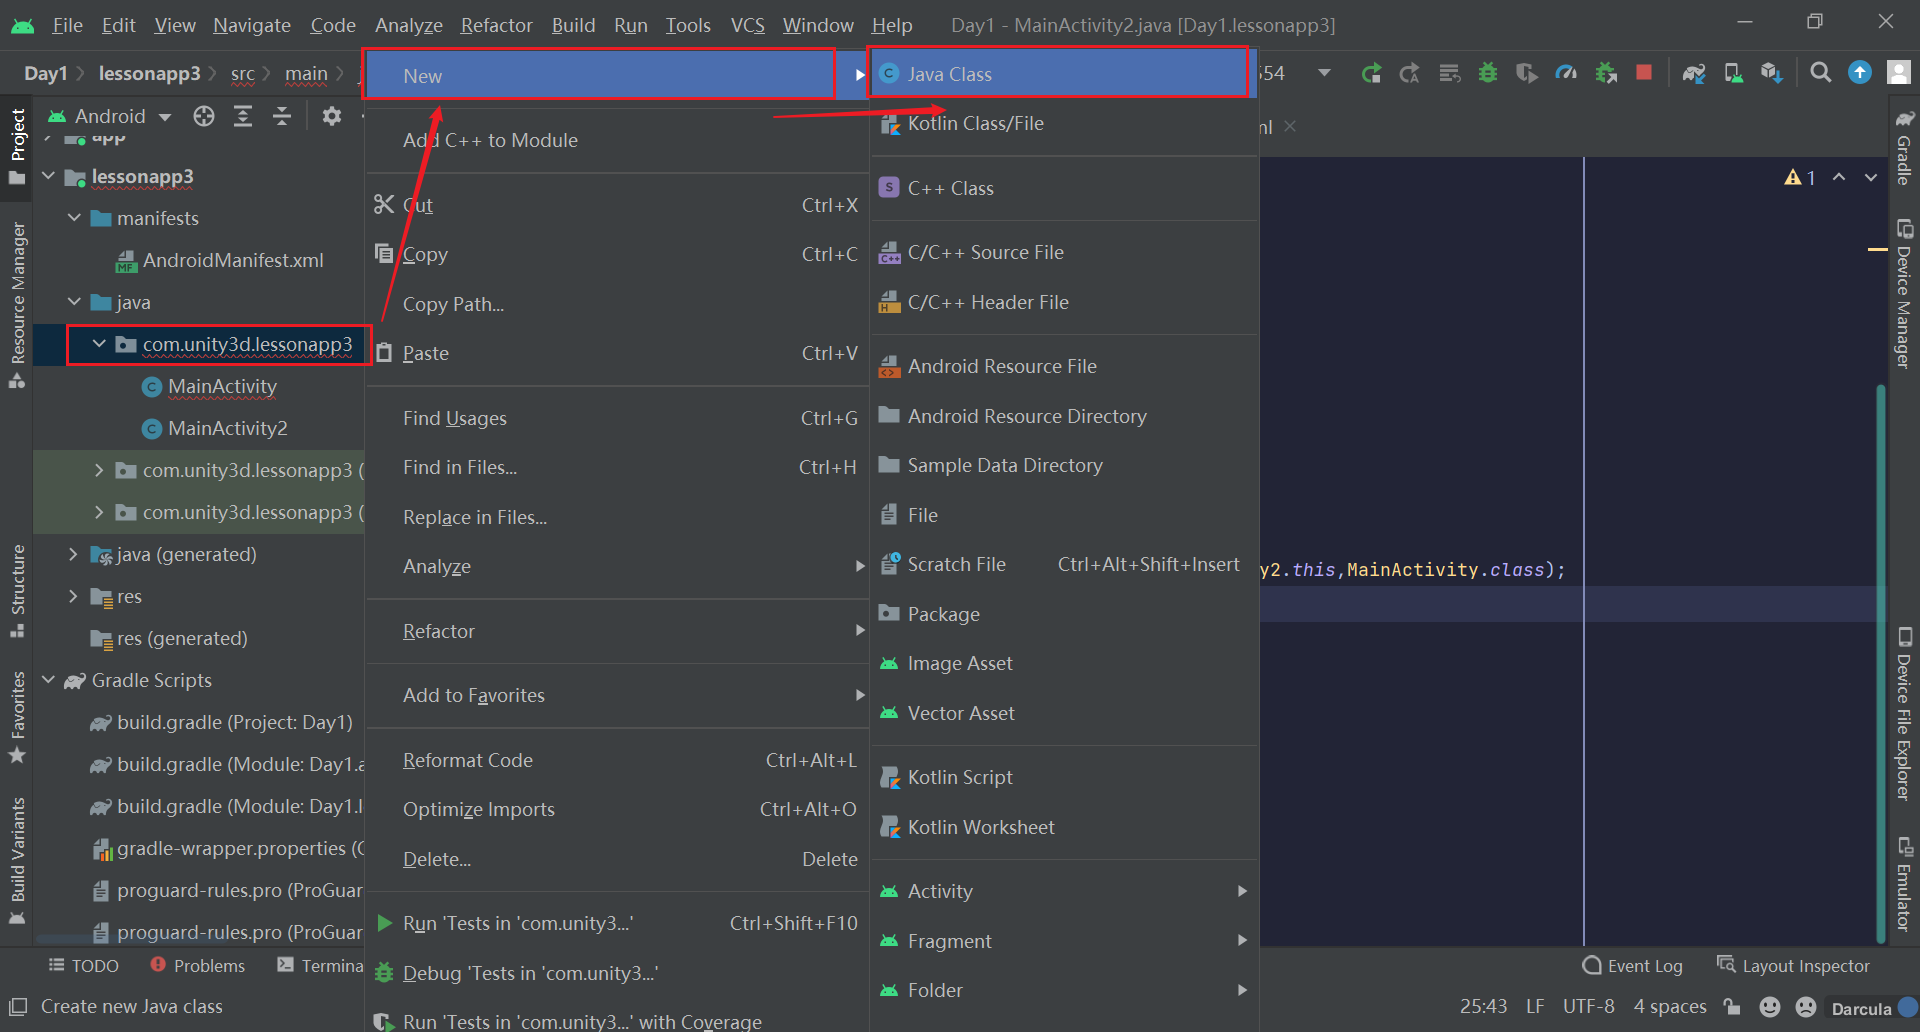 File Edit View Navigate Code Analyze Refactor Build Run Tools VCS Window Help Day1 - MainActivity2.java [Day1.lessonapp3]
Day1 lessonapp3 src main
Project
Resource Manager
Structure
Favorites
Build Variants
Android
app
lessonapp3
manifests
AndroidManifest.xml
java
com.unity3d.lessonapp3
MainActivity
MainActivity2
com.unity3d.lessonapp3 (
com.unity3d.lessonapp3 (
java (generated)
res
res (generated)
Gradle Scripts
build.gradle (Project: Day1)
build.gradle (Module: Day1.a
build.gradle (Module: Day1.l
gradle-wrapper.properties (G
proguard-rules.pro (ProGuar
proguard-rules.pro (ProGuar
New
Add C++ to Module
Cut Ctrl+X
Copy Ctrl+C
Copy Path...
Paste Ctrl+V
Find Usages Ctrl+G
Find in Files... Ctrl+H
Replace in Files...
Analyze
Refactor
Add to Favorites
Reformat Code Ctrl+Alt+L
Optimize Imports Ctrl+Alt+O
Delete... Delete
Run 'Tests in 'com.unity3...' Ctrl+Shift+F10
Debug 'Tests in 'com.unity3...'
Run 'Tests in 'com.unity3...' with Coverage
Java Class
Kotlin Class/File
C++ Class
C/C++ Source File
C/C++ Header File
Android Resource File
Android Resource Directory
Sample Data Directory
File
Scratch File Ctrl+Alt+Shift+Insert
Package
Image Asset
Vector Asset
Kotlin Script
Kotlin Worksheet
Activity
Fragment
Folder
554
ml
1
y2.this,MainActivity.class);
Gradle
Device Manager
Device File Explorer
Emulator
TODO Problems Termina Event Log Layout Inspector
Create new Java class 25:43 LF UTF-8 4 spaces Darcula